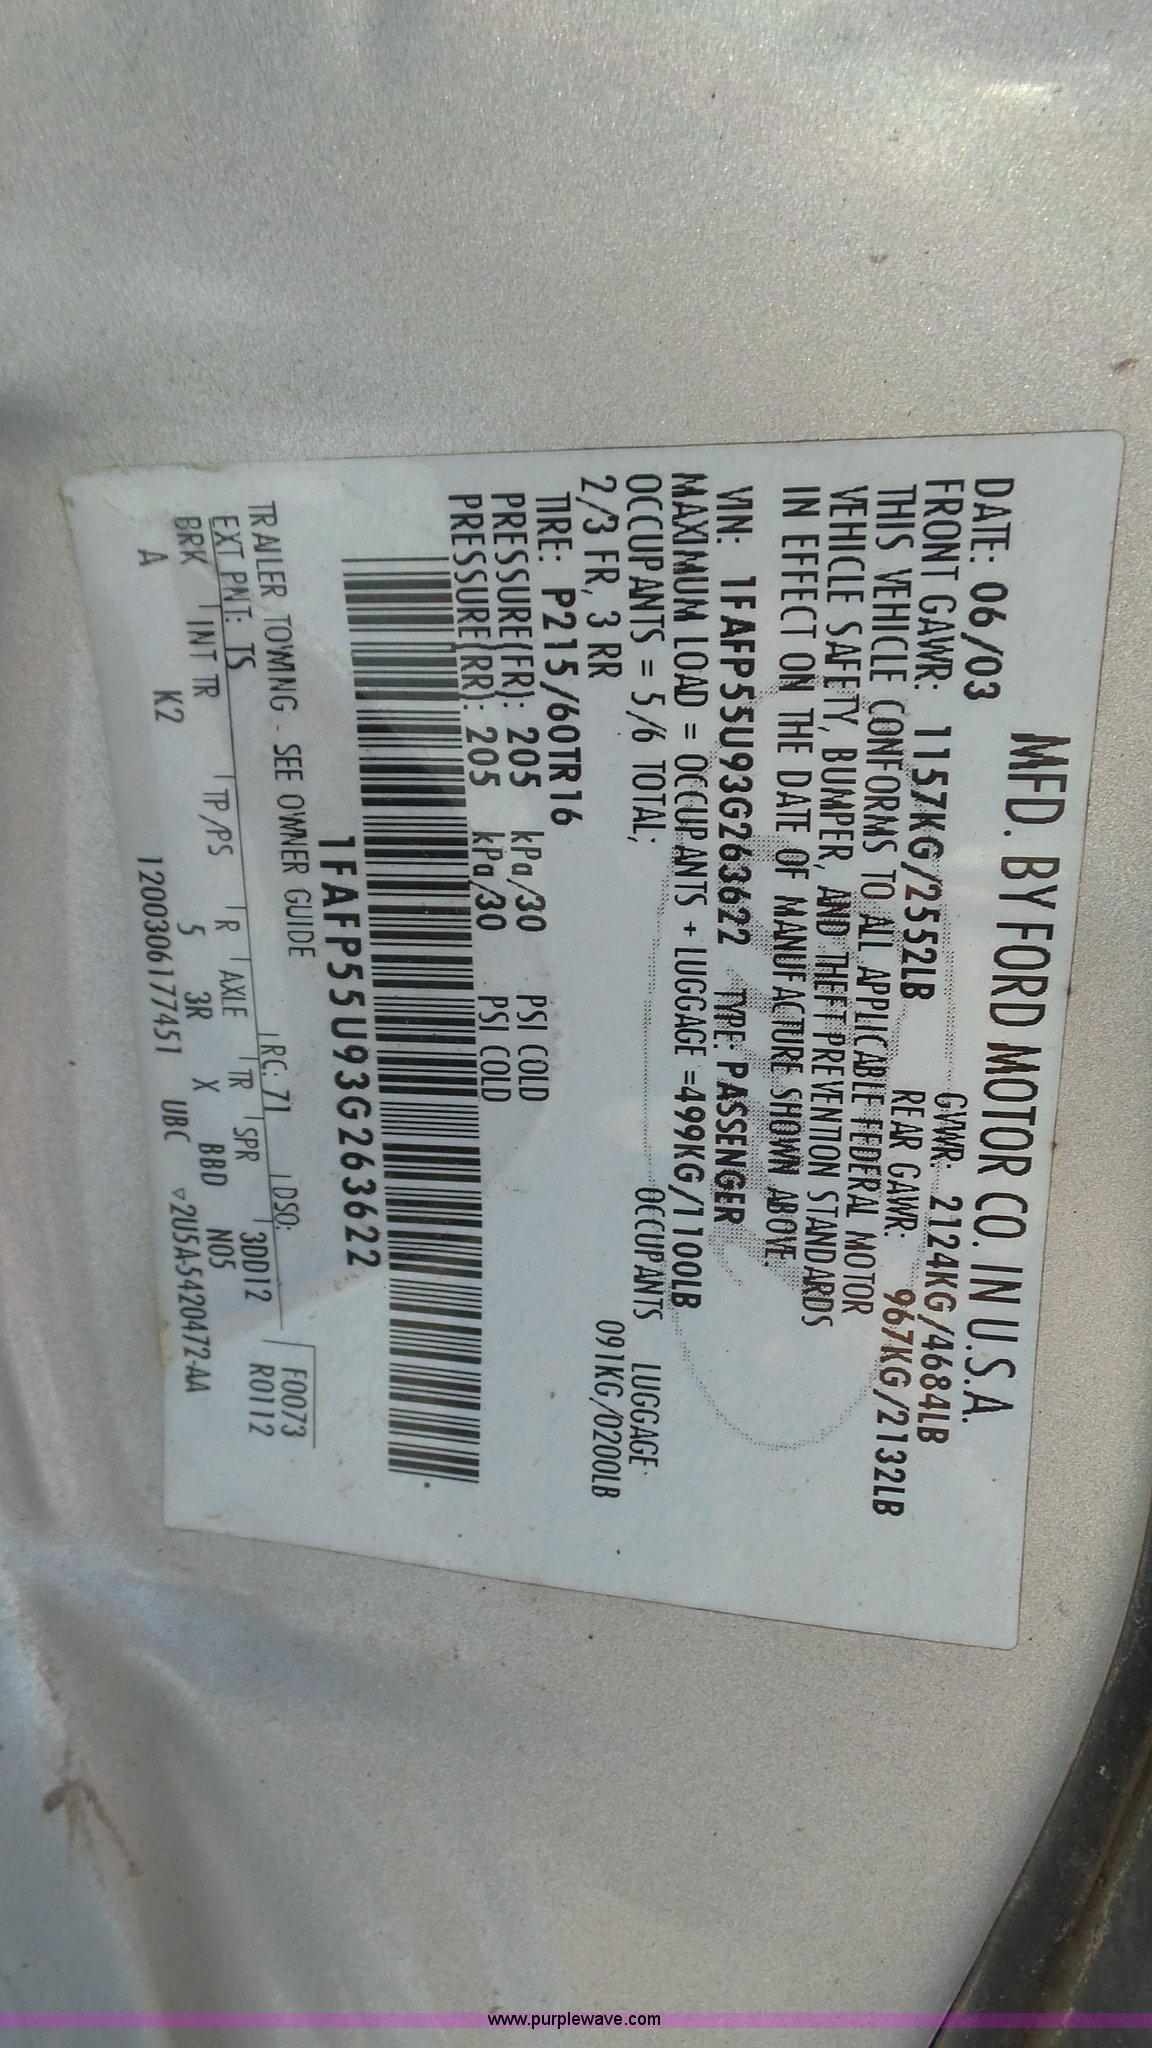 MFD. BY FORD MOTOR CO. IN U.S.A.
DATE: 06/03 GVWR: 2124KG/4684LB
FRONT GAWR: 1157KG/2552LB REAR GAWR: 967KG/2132LB
THIS VEHICLE CONFORMS TO ALL APPLICABLE FEDERAL MOTOR
VEHICLE SAFETY, BUMPER, AND THEFT PREVENTION STANDARDS
IN EFFECT ON THE DATE OF MANUFACTURE SHOWN ABOVE.
VIN: 1FAFP55U93G263622 TYPE: PASSENGER
MAXIMUM LOAD = OCCUPANTS + LUGGAGE =499KG/1100LB
OCCUPANTS = 5/6 TOTAL; OCCUPANTS LUGGAGE
2/3 FR, 3 RR 091KG/0200LB
TIRE: P215/60TR16
PRESSURE(FR): 205 kPa/30 PSI COLD
PRESSURE(RR): 205 kPa/30 PSI COLD
1FAFP55U93G263622
TRAILER TOWING - SEE OWNER GUIDE F0073
EXT PNT: TS RC: 71 DSO: R0112
BRK INT TR TP/PS R AXLE TR SPR 3DD12
A K2 5 3R X BBD N05
120030617451 UBC ▽2U5A-5420472-AA
www.purplewave.com